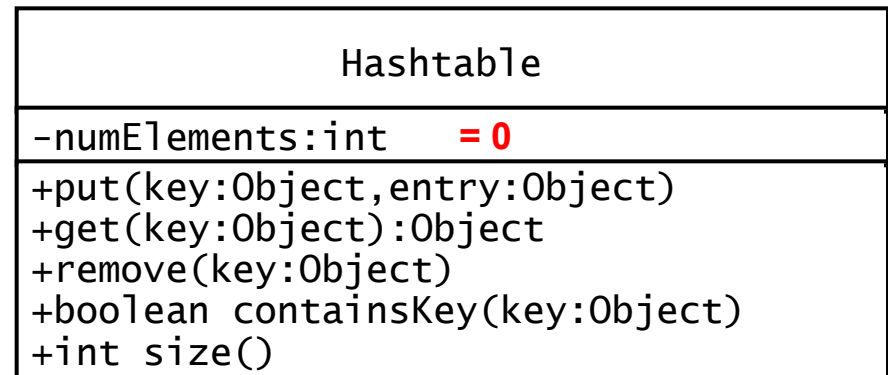 Hashtable
-numElements:int = 0
+put(key:Object,entry:Object)
+get(key:Object):Object
+remove(key:Object)
+boolean containsKey(key:Object)
+int size()